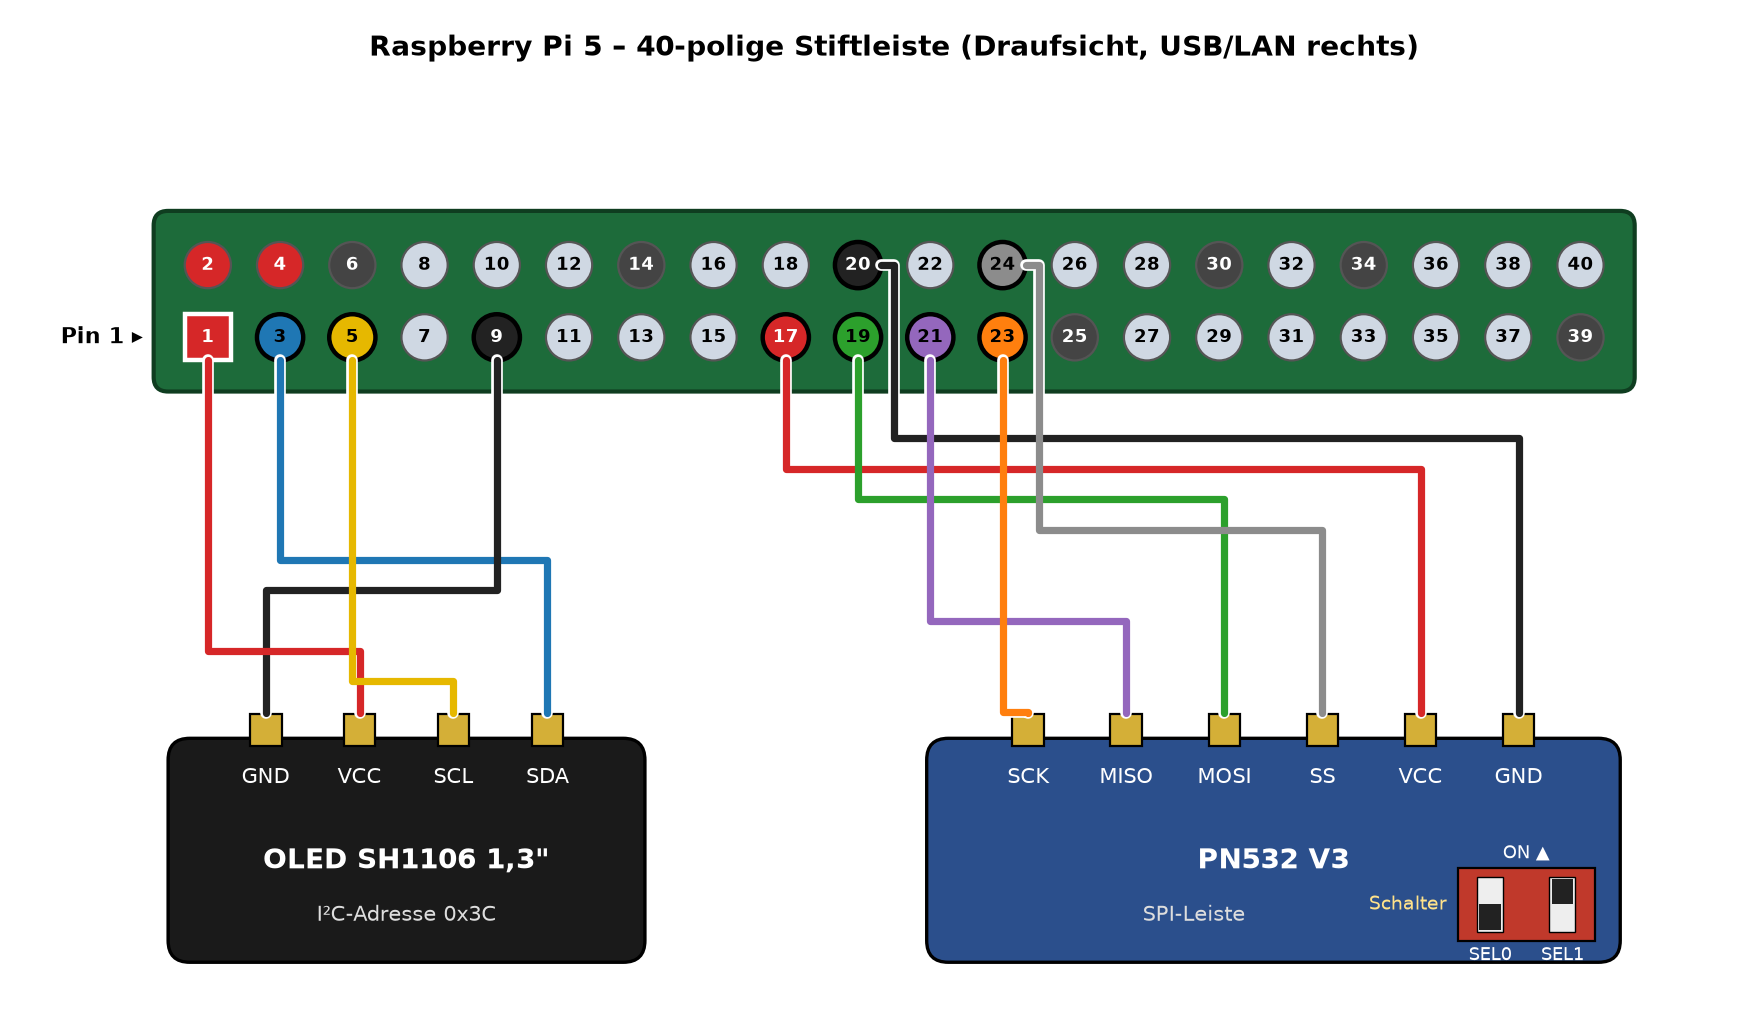 Raspberry Pi 5 – 40-polige Stiftleiste (Draufsicht, USB/LAN rechts)
2 4 6 8 10 12 14 16 18 20 22 24 26 28 30 32 34 36 38 40
Pin 1 ▸ 1 3 5 7 9 11 13 15 17 19 21 23 25 27 29 31 33 35 37 39
GND VCC SCL SDA
OLED SH1106 1,3"
I²C-Adresse 0x3C
SCK MISO MOSI SS VCC GND
PN532 V3
SPI-Leiste
ON ▲
Schalter
SEL0 SEL1